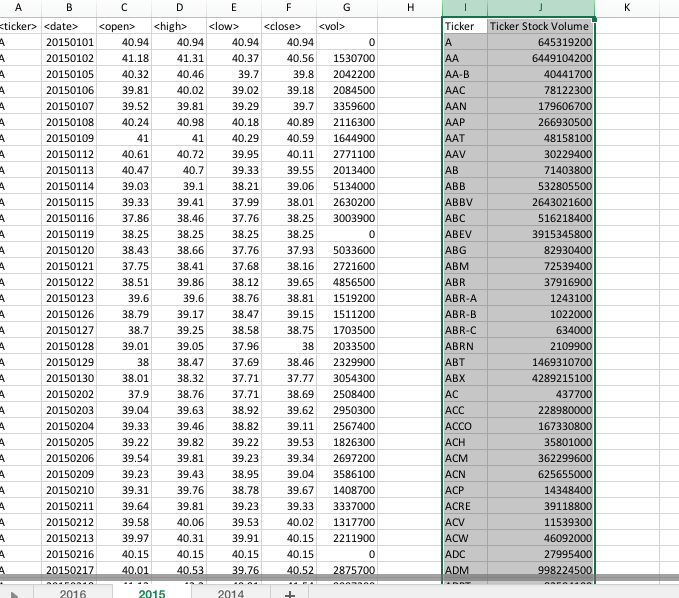 A B C D E F G H I J K
<ticker> <date> <open> <high> <low> <close> <vol> Ticker Ticker Stock Volume
A 20150101 40.94 40.94 40.94 40.94 0 A 645319200
A 20150102 41.18 41.31 40.37 40.56 1530700 AA 6449104200
A 20150105 40.32 40.46 39.7 39.8 2042200 AA-B 40441700
A 20150106 39.81 40.02 39.02 39.18 2084500 AAC 78122300
A 20150107 39.52 39.81 39.29 39.7 3359600 AAN 179606700
A 20150108 40.24 40.98 40.18 40.89 2116300 AAP 266930500
A 20150109 41 41 40.29 40.59 1644900 AAT 48158100
A 20150112 40.61 40.72 39.95 40.11 2771100 AAV 30229400
A 20150113 40.47 40.7 39.33 39.55 2013400 AB 71403800
A 20150114 39.03 39.1 38.21 39.06 5134000 ABB 532805500
A 20150115 39.33 39.41 37.99 38.01 2630200 ABBV 2643021600
A 20150116 37.86 38.46 37.76 38.25 3003900 ABC 516218400
A 20150119 38.25 38.25 38.25 38.25 0 ABEV 3915345800
A 20150120 38.43 38.66 37.76 37.93 5033600 ABG 82930400
A 20150121 37.75 38.41 37.68 38.16 2721600 ABM 72539400
A 20150122 38.51 39.86 38.12 39.65 4856500 ABR 37916900
A 20150123 39.6 39.6 38.76 38.81 1519200 ABR-A 1243100
A 20150126 38.79 39.17 38.47 39.15 1511200 ABR-B 1022000
A 20150127 38.7 39.25 38.58 38.75 1703500 ABR-C 634000
A 20150128 39.01 39.05 37.96 38 2033500 ABRN 2109900
A 20150129 38 38.47 37.69 38.46 2329900 ABT 1469310700
A 20150130 38.01 38.32 37.71 37.77 3054300 ABX 4289215100
A 20150202 37.9 38.76 37.71 38.69 2508400 AC 437700
A 20150203 39.04 39.63 38.92 39.62 2950300 ACC 228980000
A 20150204 39.33 39.46 38.82 39.11 2567400 ACCO 167330800
A 20150205 39.22 39.82 39.22 39.53 1826300 ACH 35801000
A 20150206 39.54 39.81 39.23 39.34 2697200 ACM 362299600
A 20150209 39.23 39.43 38.95 39.04 3586100 ACN 625655000
A 20150210 39.31 39.76 38.78 39.67 1408700 ACP 14348400
A 20150211 39.64 39.81 39.23 39.33 3337000 ACRE 39118800
A 20150212 39.58 40.06 39.53 40.02 1317700 ACV 11539300
A 20150213 39.97 40.31 39.91 40.15 2211900 ACW 46092000
A 20150216 40.15 40.15 40.15 40.15 0 ADC 27995400
A 20150217 40.01 40.53 39.76 40.52 2875700 ADM 998224500
2016 2015 2014 +